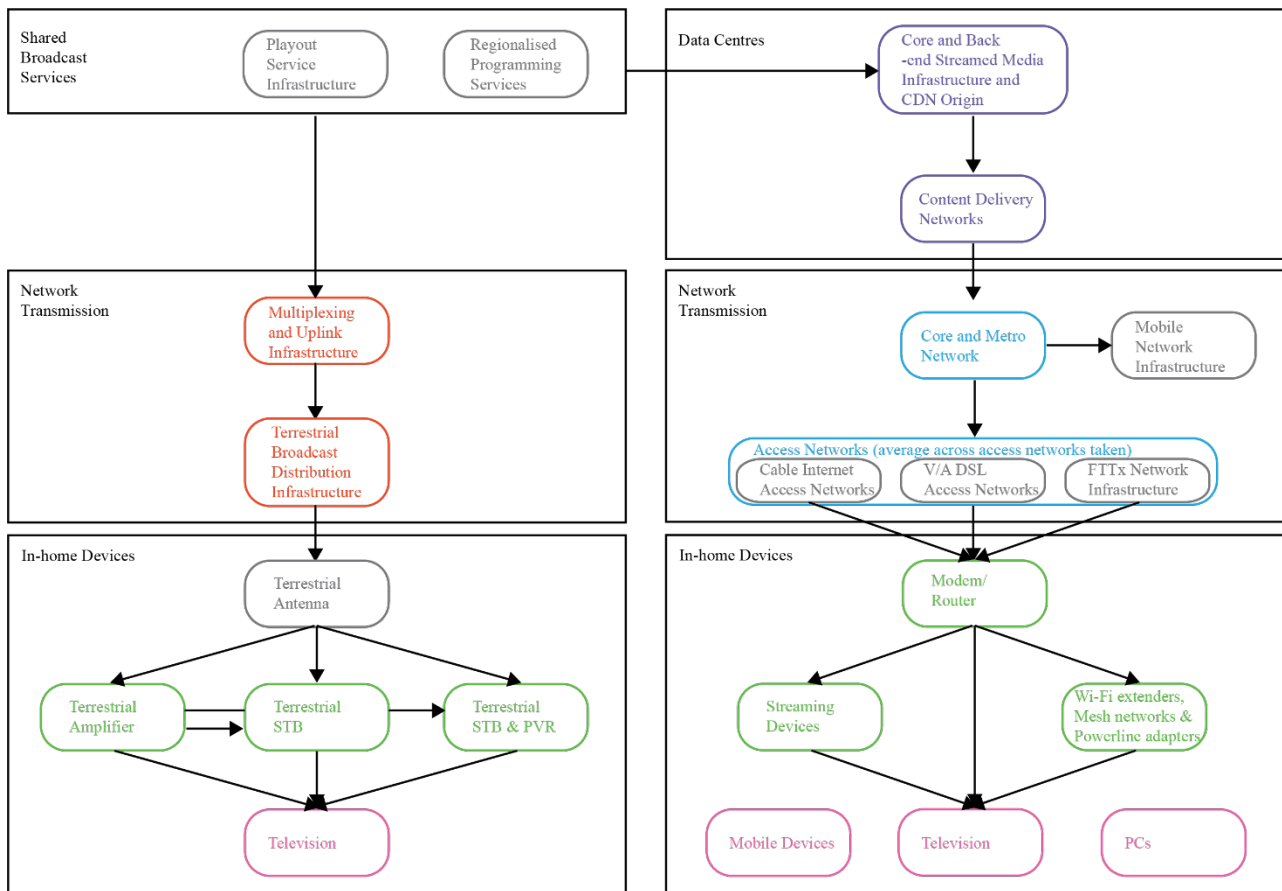 Shared
Broadcast
Services
Playout
Service
Infrastructure
Regionalised
Programming
Services
Data Centres
Core and Back
-end Streamed Media
Infrastructure and
CDN Origin
Content Delivery
Networks
Network
Transmission
Multiplexing
and Uplink
Infrastructure
Terrestrial
Broadcast
Distribution
Infrastructure
Network
Transmission
Core and Metro
Network
Mobile
Network
Infrastructure
Access Networks (average across access networks taken)
Cable Internet
Access Networks
V/A DSL
Access Networks
FTTx Network
Infrastructure
In-home Devices
Terrestrial
Antenna
Terrestrial
Amplifier
Terrestrial
STB
Terrestrial
STB & PVR
Television
In-home Devices
Modem/
Router
Streaming
Devices
Wi-Fi extenders,
Mesh networks &
Powerline adapters
Mobile Devices
Television
PCs